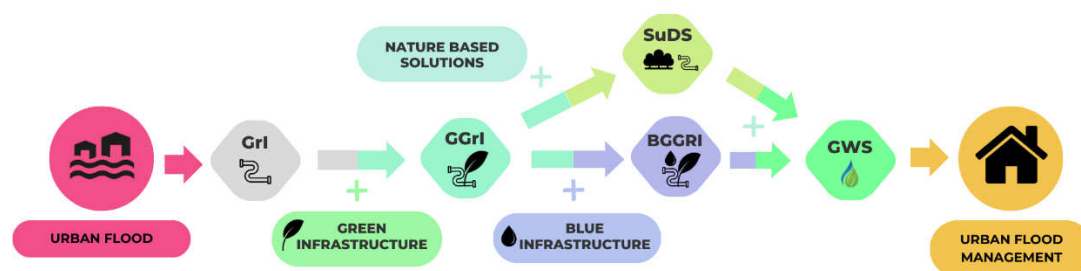 SuDS
NATURE BASED
SOLUTIONS
GrI
GGrI
BGGRI
GWS
GREEN
INFRASTRUCTURE
BLUE
INFRASTRUCTURE
URBAN FLOOD
URBAN FLOOD
MANAGEMENT